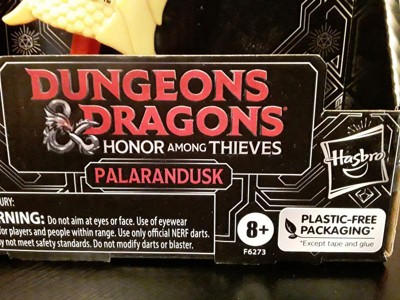 DUNGEONS
& DRAGONS
HONOR AMONG THIEVES
PALARANDUSK
Hasbro
URY:
RNING: Do not aim at eyes or face. Use of eyewear
or players and people within range. Use only official NERF darts.
y not meet safety standards. Do not modify darts or blaster.
8+
F6273
PLASTIC-FREE
PACKAGING*
*Except tape and glue